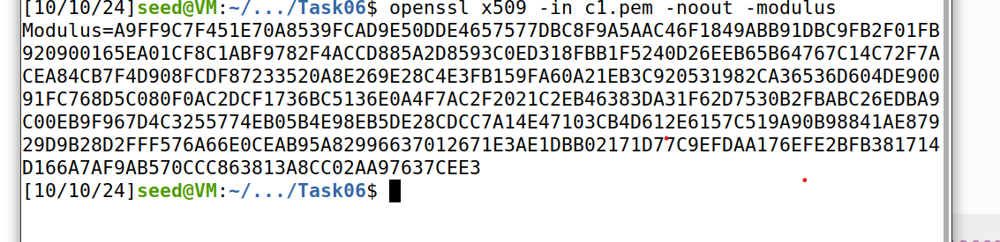 [10/10/24]seed@VM:~/.../Task06$ openssl x509 -in c1.pem -noout -modulus
Modulus=A9FF9C7F451E70A8539FCAD9E50DDE4657577DBC8F9A5AAC46F1849ABB91DBC9FB2F01FB
920900165EA01CF8C1ABF9782F4ACCD885A2D8593C0ED318FBB1F5240D26EEB65B64767C14C72F7A
CEA84CB7F4D908FCDF87233520A8E269E28C4E3FB159FA60A21EB3C920531982CA36536D604DE900
91FC768D5C080F0AC2DCF1736BC5136E0A4F7AC2F2021C2EB46383DA31F62D7530B2FBABC26EDBA9
C00EB9F967D4C3255774EB05B4E98EB5DE28CDCC7A14E47103CB4D612E6157C519A90B98841AE879
29D9B28D2FFF576A66E0CEAB95A82996637012671E3AE1DBB02171D77C9EFDAA176EFE2BFB381714
D166A7AF9AB570CCC863813A8CC02AA97637CEE3
[10/10/24]seed@VM:~/.../Task06$